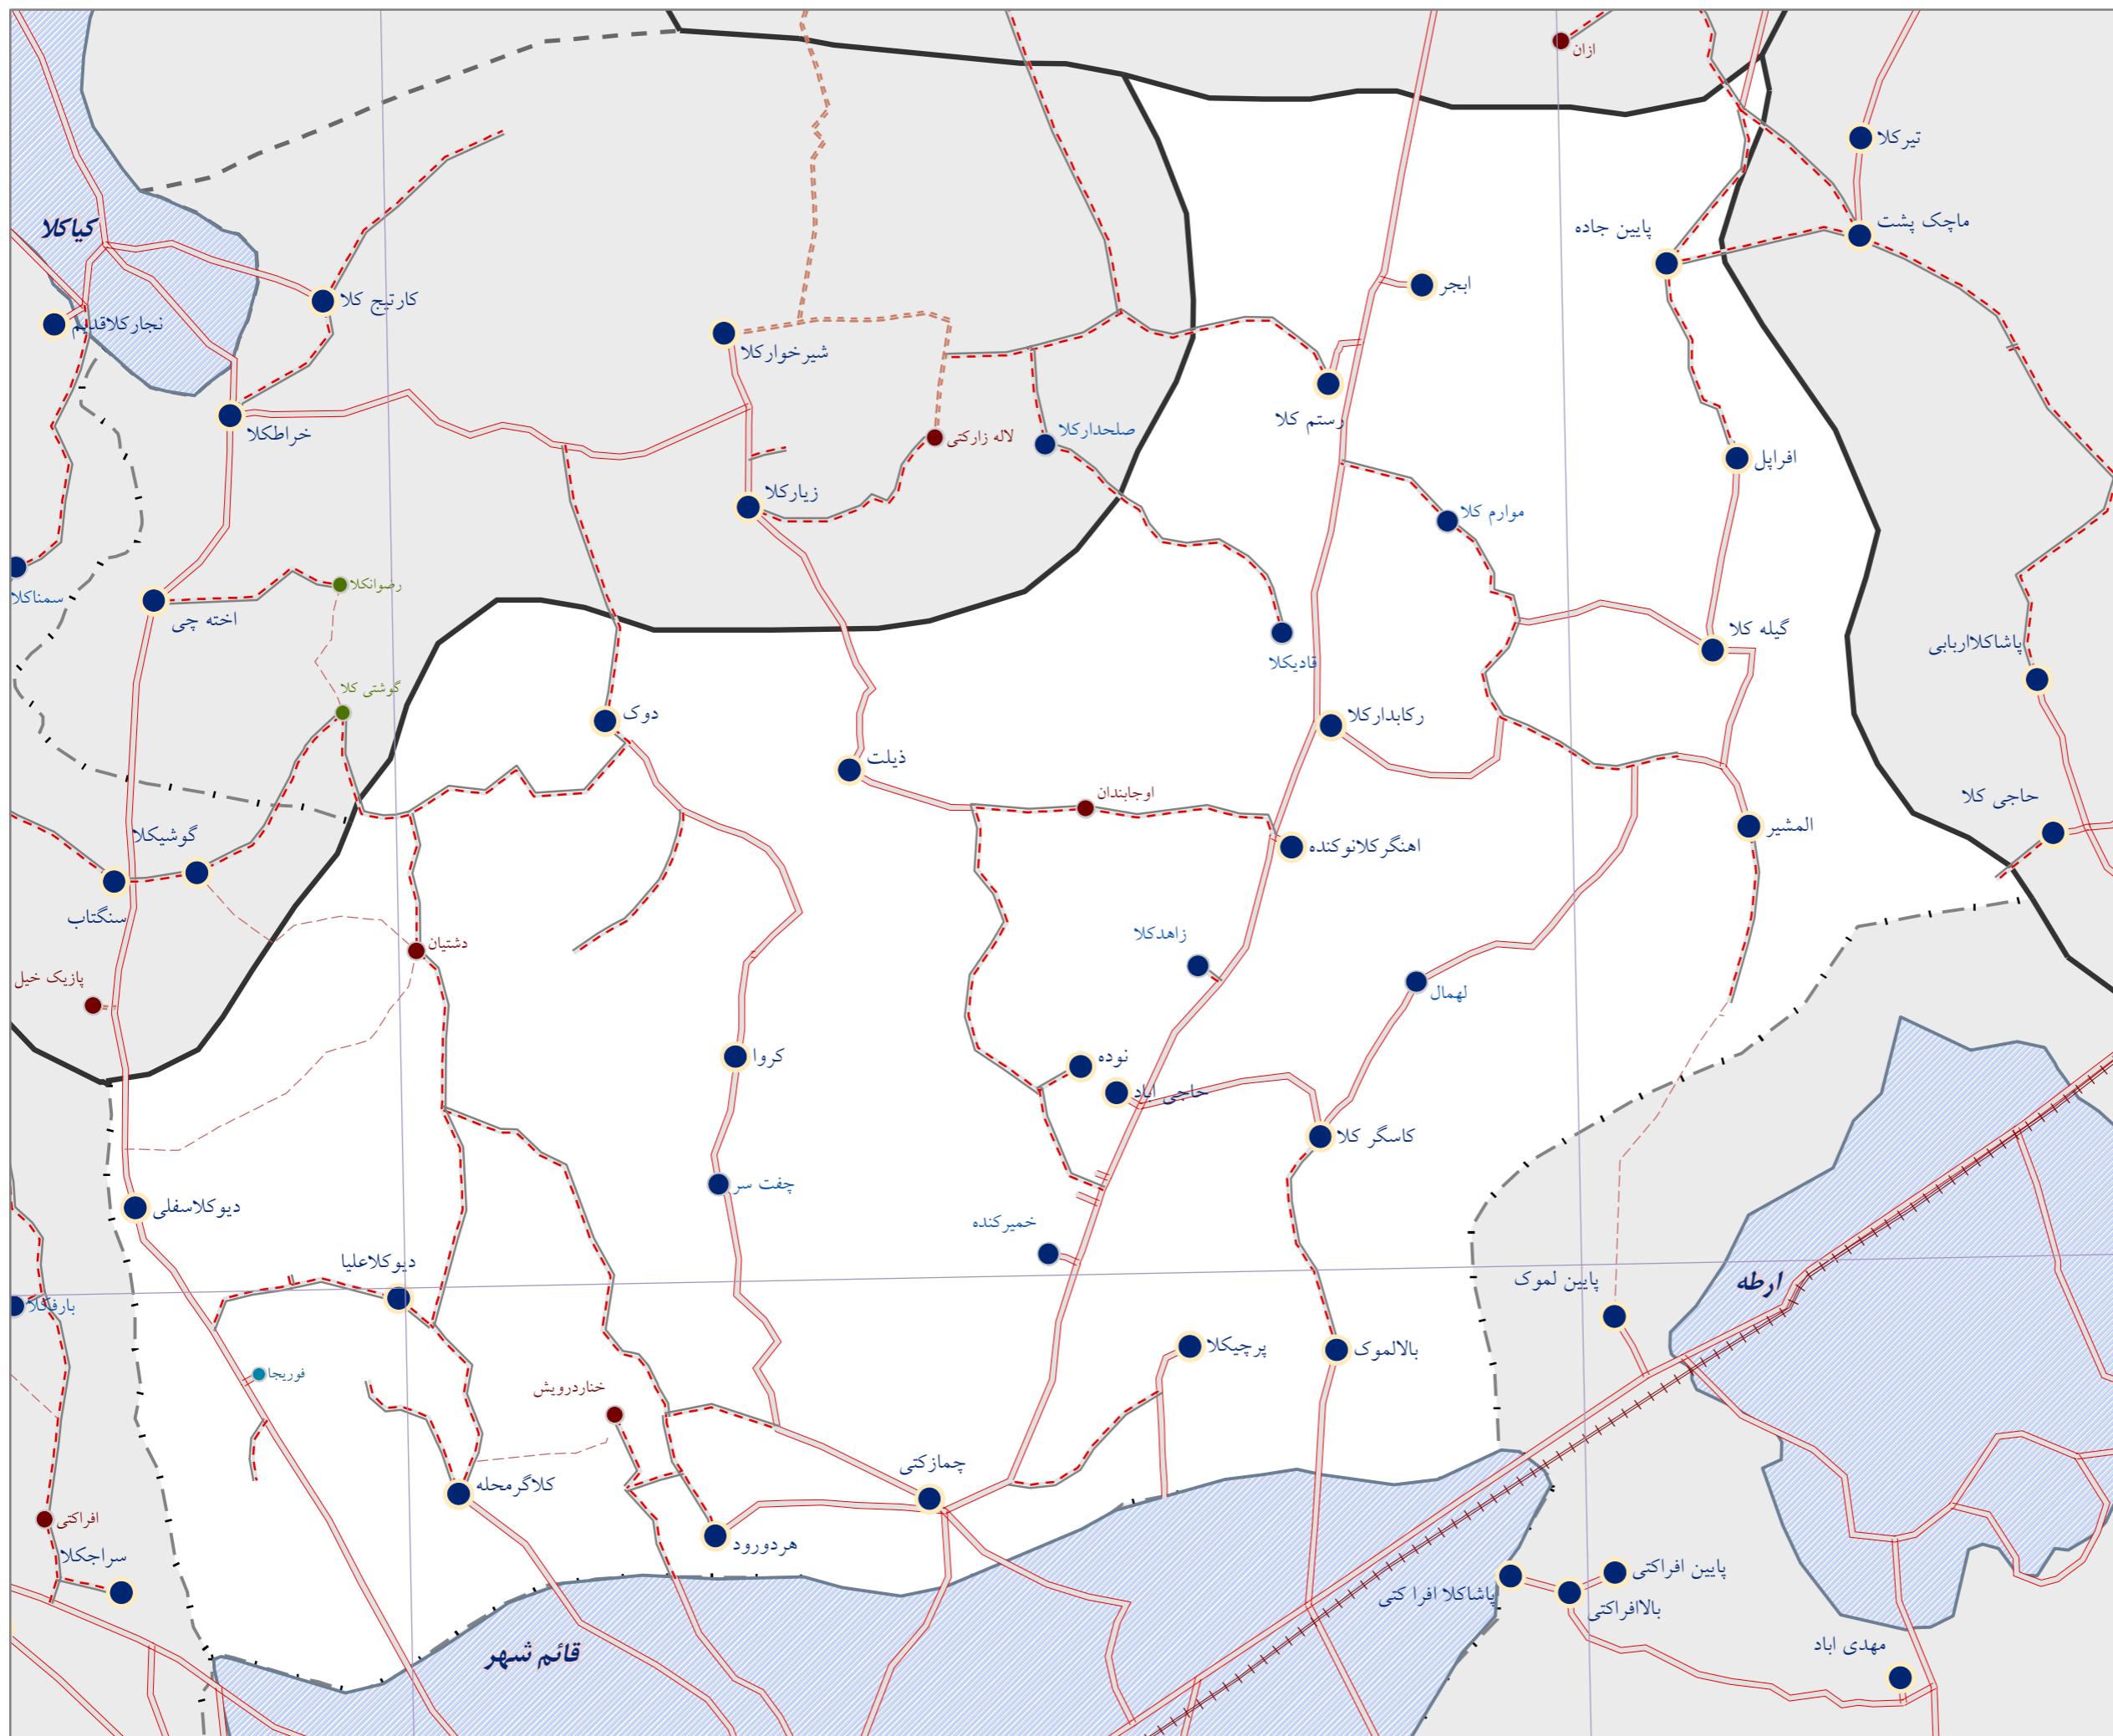 ازان
تیرکلا
ماچک پشت
پایین جاده
کیاکلا
ابجر
کارتیج کلا
نجارکلاقدیم
شیرخوارکلا
رستم کلا
صلحدارکلا
لاله زارکتی
خراطکلا
افراپل
زیارکلا
موارم کلا
رضوانکلا
سمناکلا
اخته چی
گیله کلا
پاشاکلااربابی
قادیکلا
گوشتی کلا
دوک
رکابدارکلا
ذیلت
اوجابندان
حاجی کلا
المشیر
گوشیکلا
اهنگرکلانوکنده
سنگتاب
زاهدکلا
دشتیان
پازیک خیل
لهمال
کروا
نوده
حاجی اباد
کاسگر کلا
چفت سر
دیوکلاسفلی
خمیرکنده
دیوکلاعلیا
پایین لموک
ارطه
بارفکلا
پرچیکلا
بالالموک
فوریجا
خناردرویش
چمازکتی
کلاگرمحله
افراکتی
هردورود
سراجکلا
پایین افراکتی
پاشاکلا افرا کتی
بالاافراکتی
مهدی اباد
قائم شهر